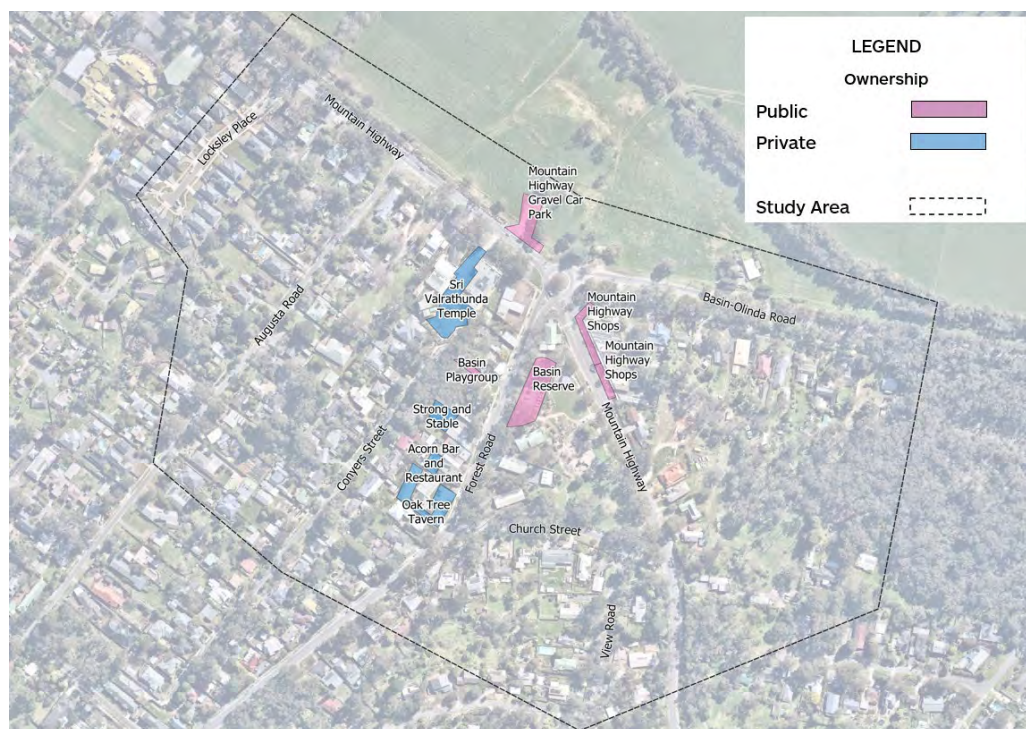 LEGEND
Ownership
Public
Private
Study Area
Locksley Place
Mountain Highway
Mountain
Highway
Gravel Car
Park
Sri
Valrathunda
Temple
Augusta Road
Mountain
Highway
Shops
Basin-Olinda Road
Mountain
Highway
Shops
Basin
Playgroup
Basin
Reserve
Strong and
Stable
Mountain Highway
Conyers Street
Acorn Bar
and
Restaurant
Forest Road
Oak Tree
Tavern
Church Street
View Road